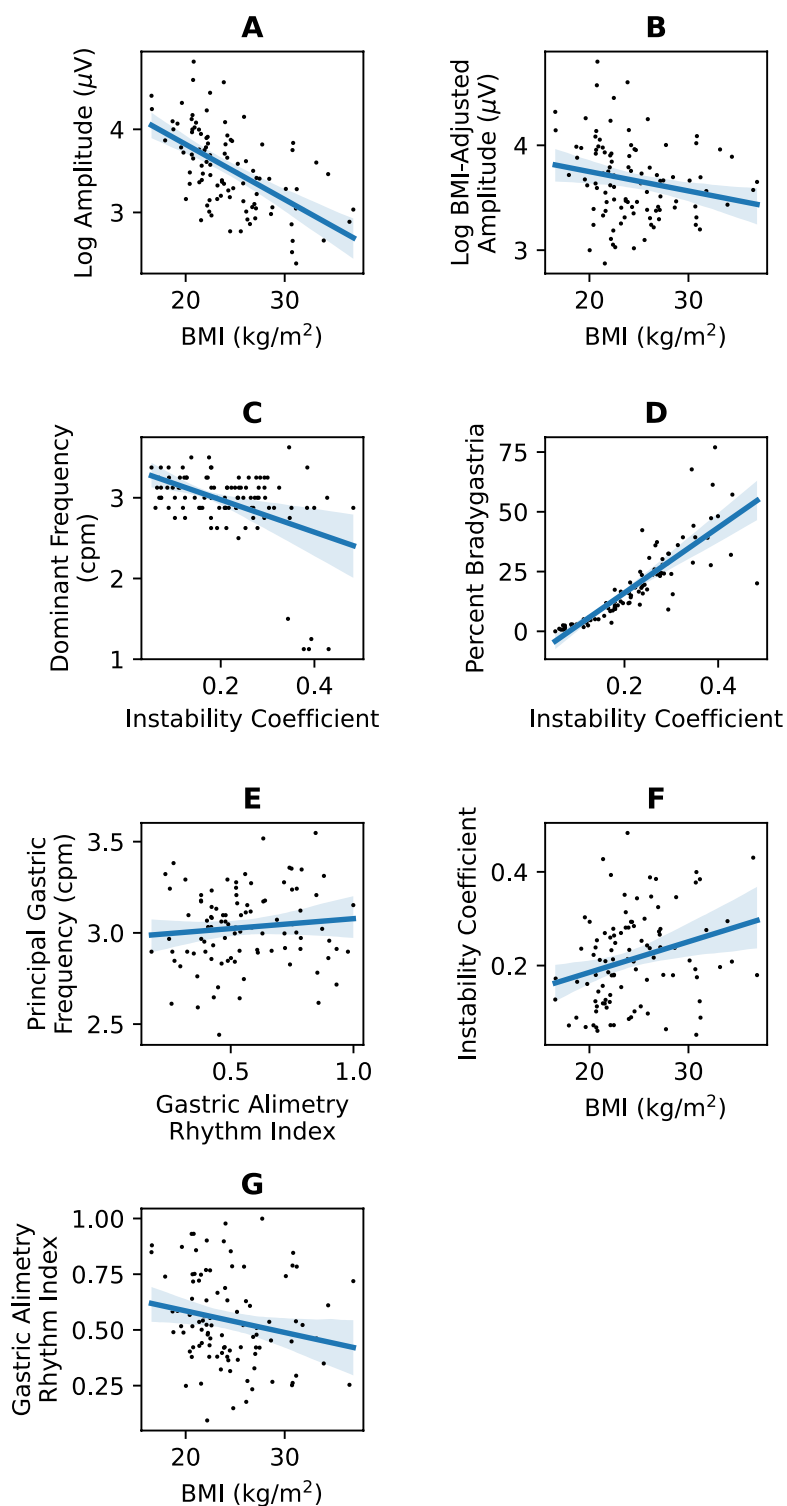 A
Log Amplitude (μV)
4
3
20 30
BMI (kg/m²)
B
Log BMI-Adjusted
Amplitude (μV)
4
3
20 30
BMI (kg/m²)
C
Dominant Frequency
(cpm)
3
2
1
0.2 0.4
Instability Coefficient
D
Percent Bradygastria
75
50
25
0
0.2 0.4
Instability Coefficient
E
Principal Gastric
Frequency (cpm)
3.5
3.0
2.5
0.5 1.0
Gastric Alimetry
Rhythm Index
F
Instability Coefficient
0.4
0.2
20 30
BMI (kg/m²)
G
Gastric Alimetry
Rhythm Index
1.00
0.75
0.50
0.25
20 30
BMI (kg/m²)